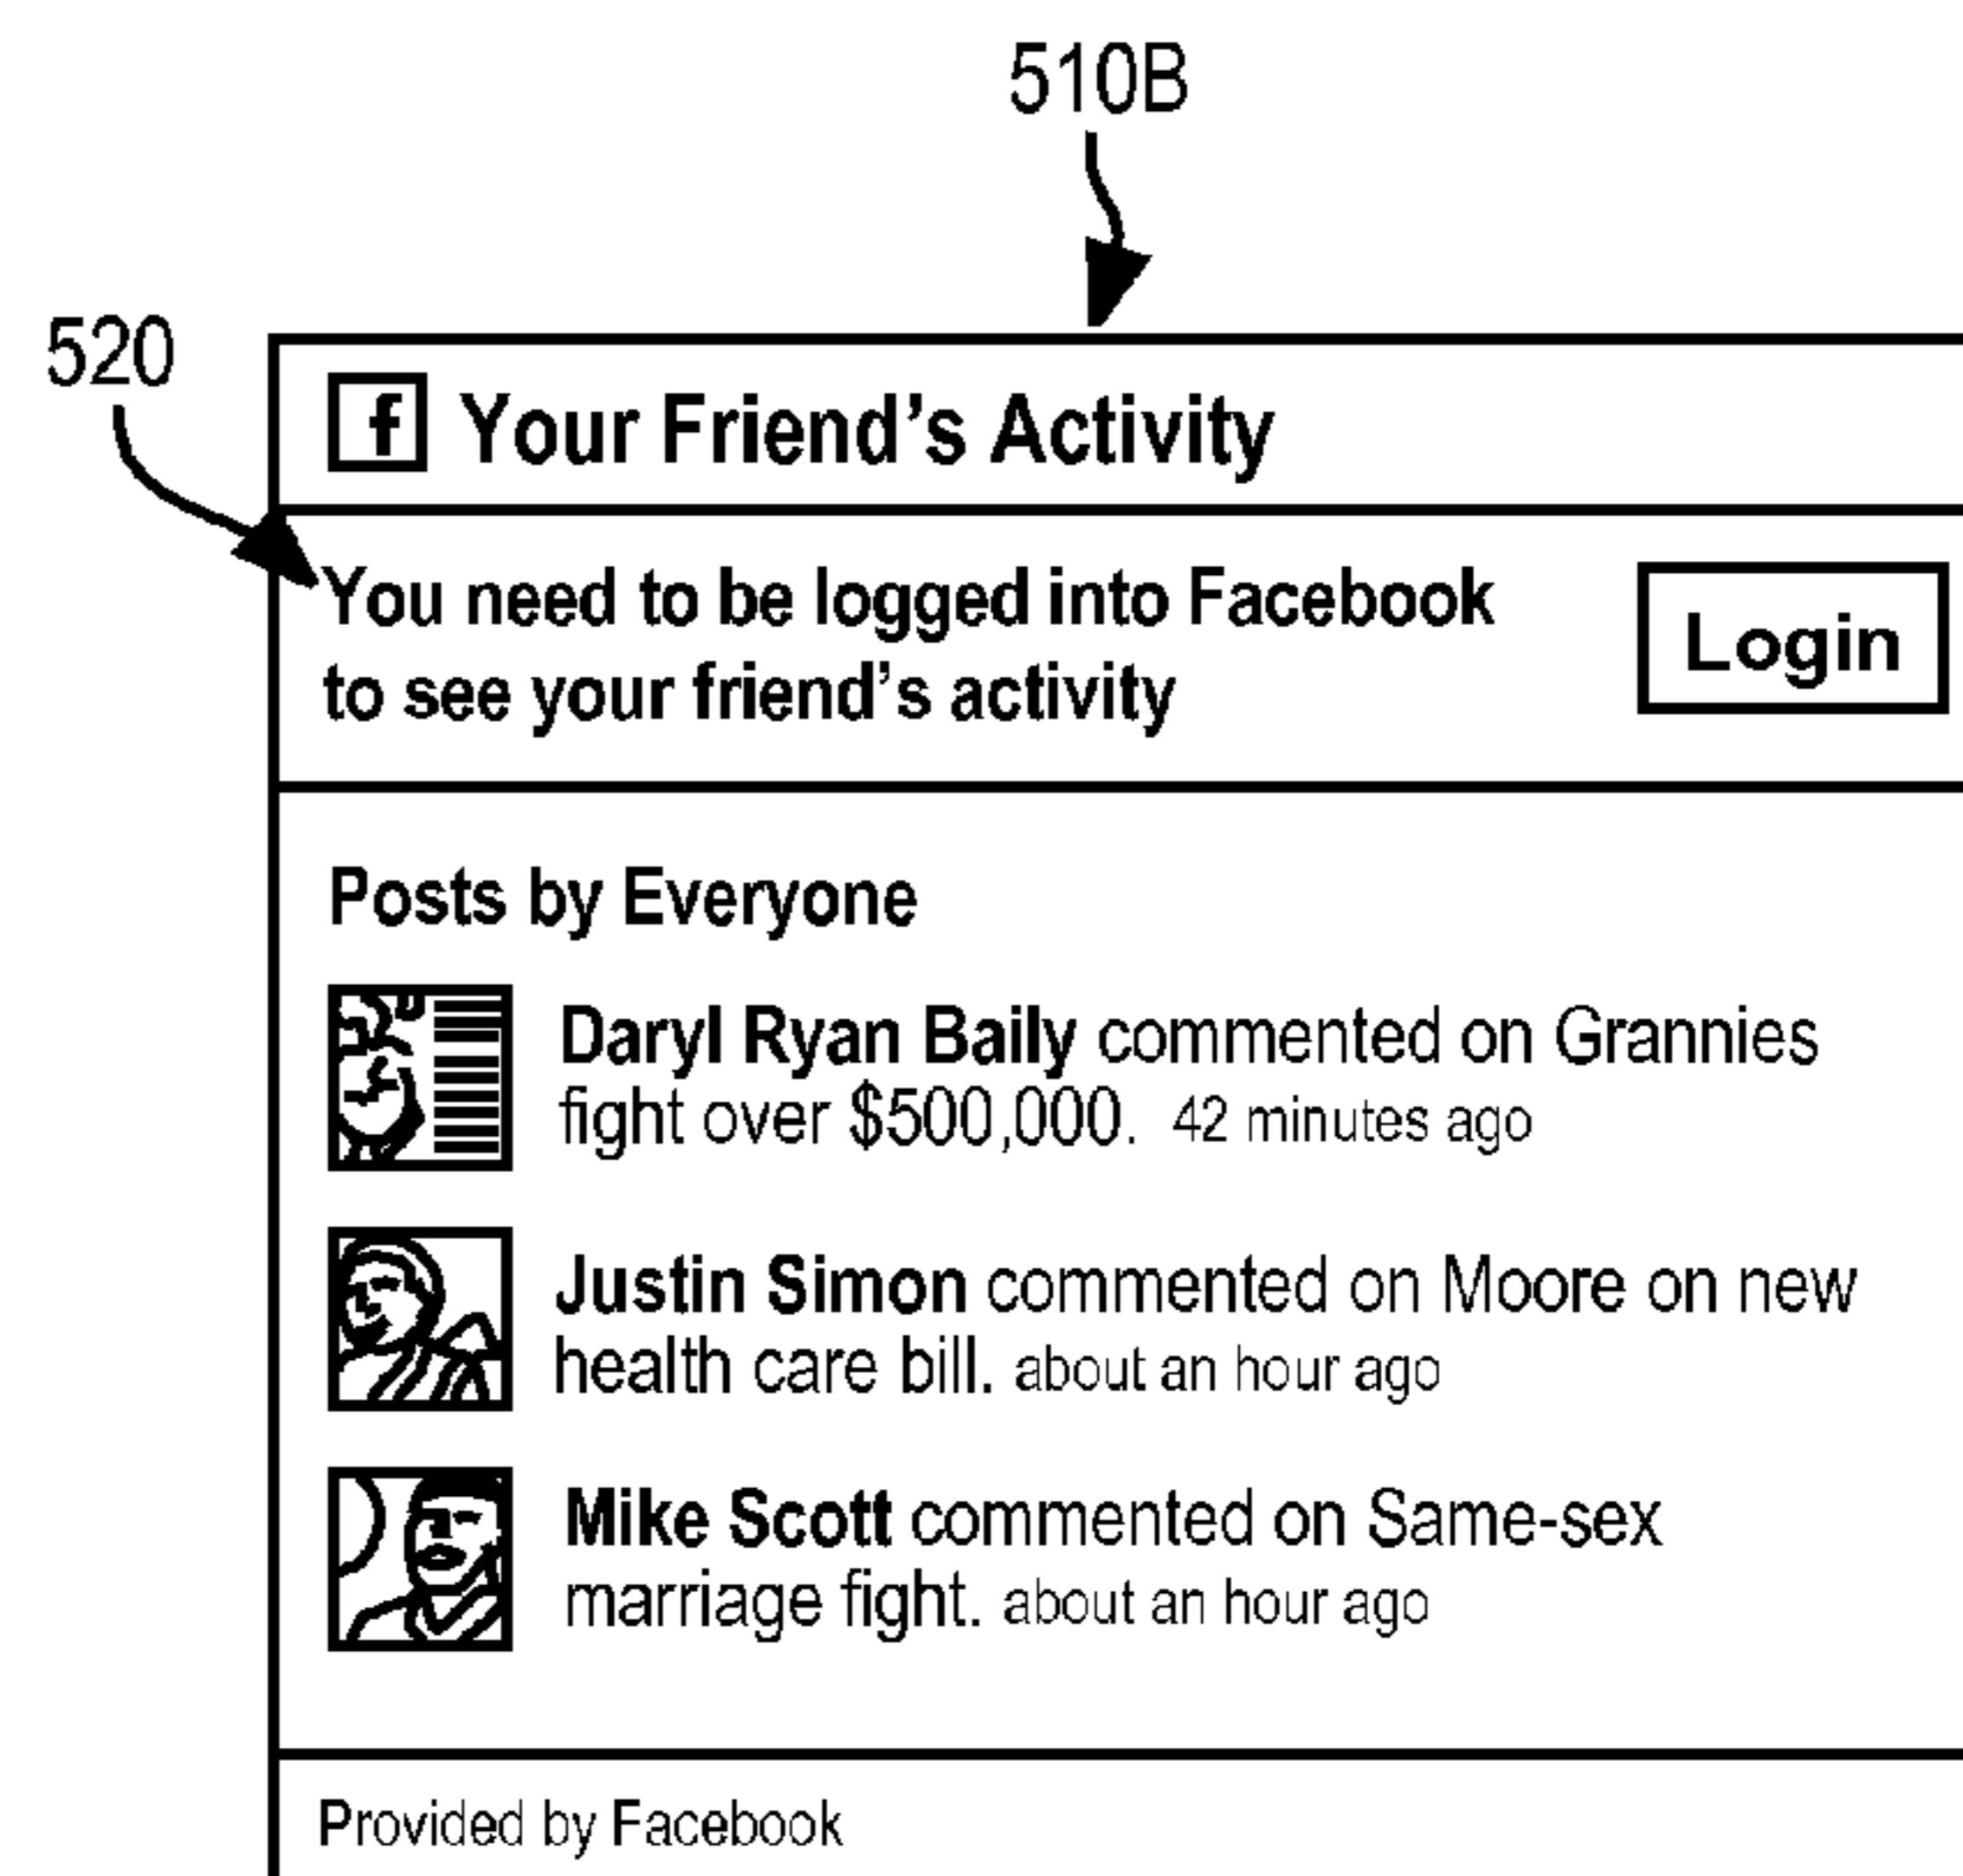 510B
520
f Your Friend's Activity
You need to be logged into Facebook
to see your friend's activity
Login
Posts by Everyone
Daryl Ryan Baily commented on Grannies
fight over $500,000. 42 minutes ago
Justin Simon commented on Moore on new
health care bill. about an hour ago
Mike Scott commented on Same-sex
marriage fight. about an hour ago
Provided by Facebook